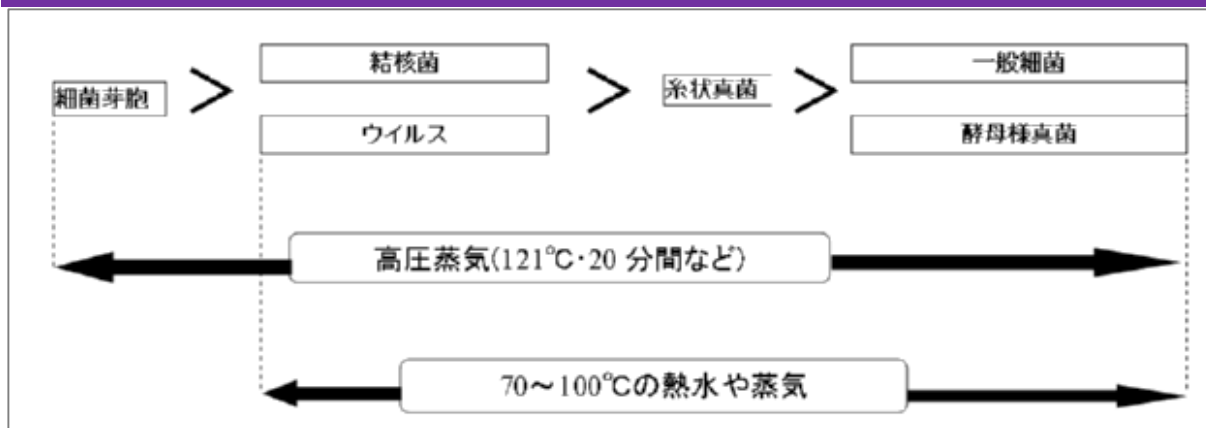 細菌芽胞 > 結核菌 > 糸状真菌 > 一般細菌
ウイルス
酵母様真菌
高圧蒸気(121℃・20 分間など)
70～100℃の熱水や蒸気